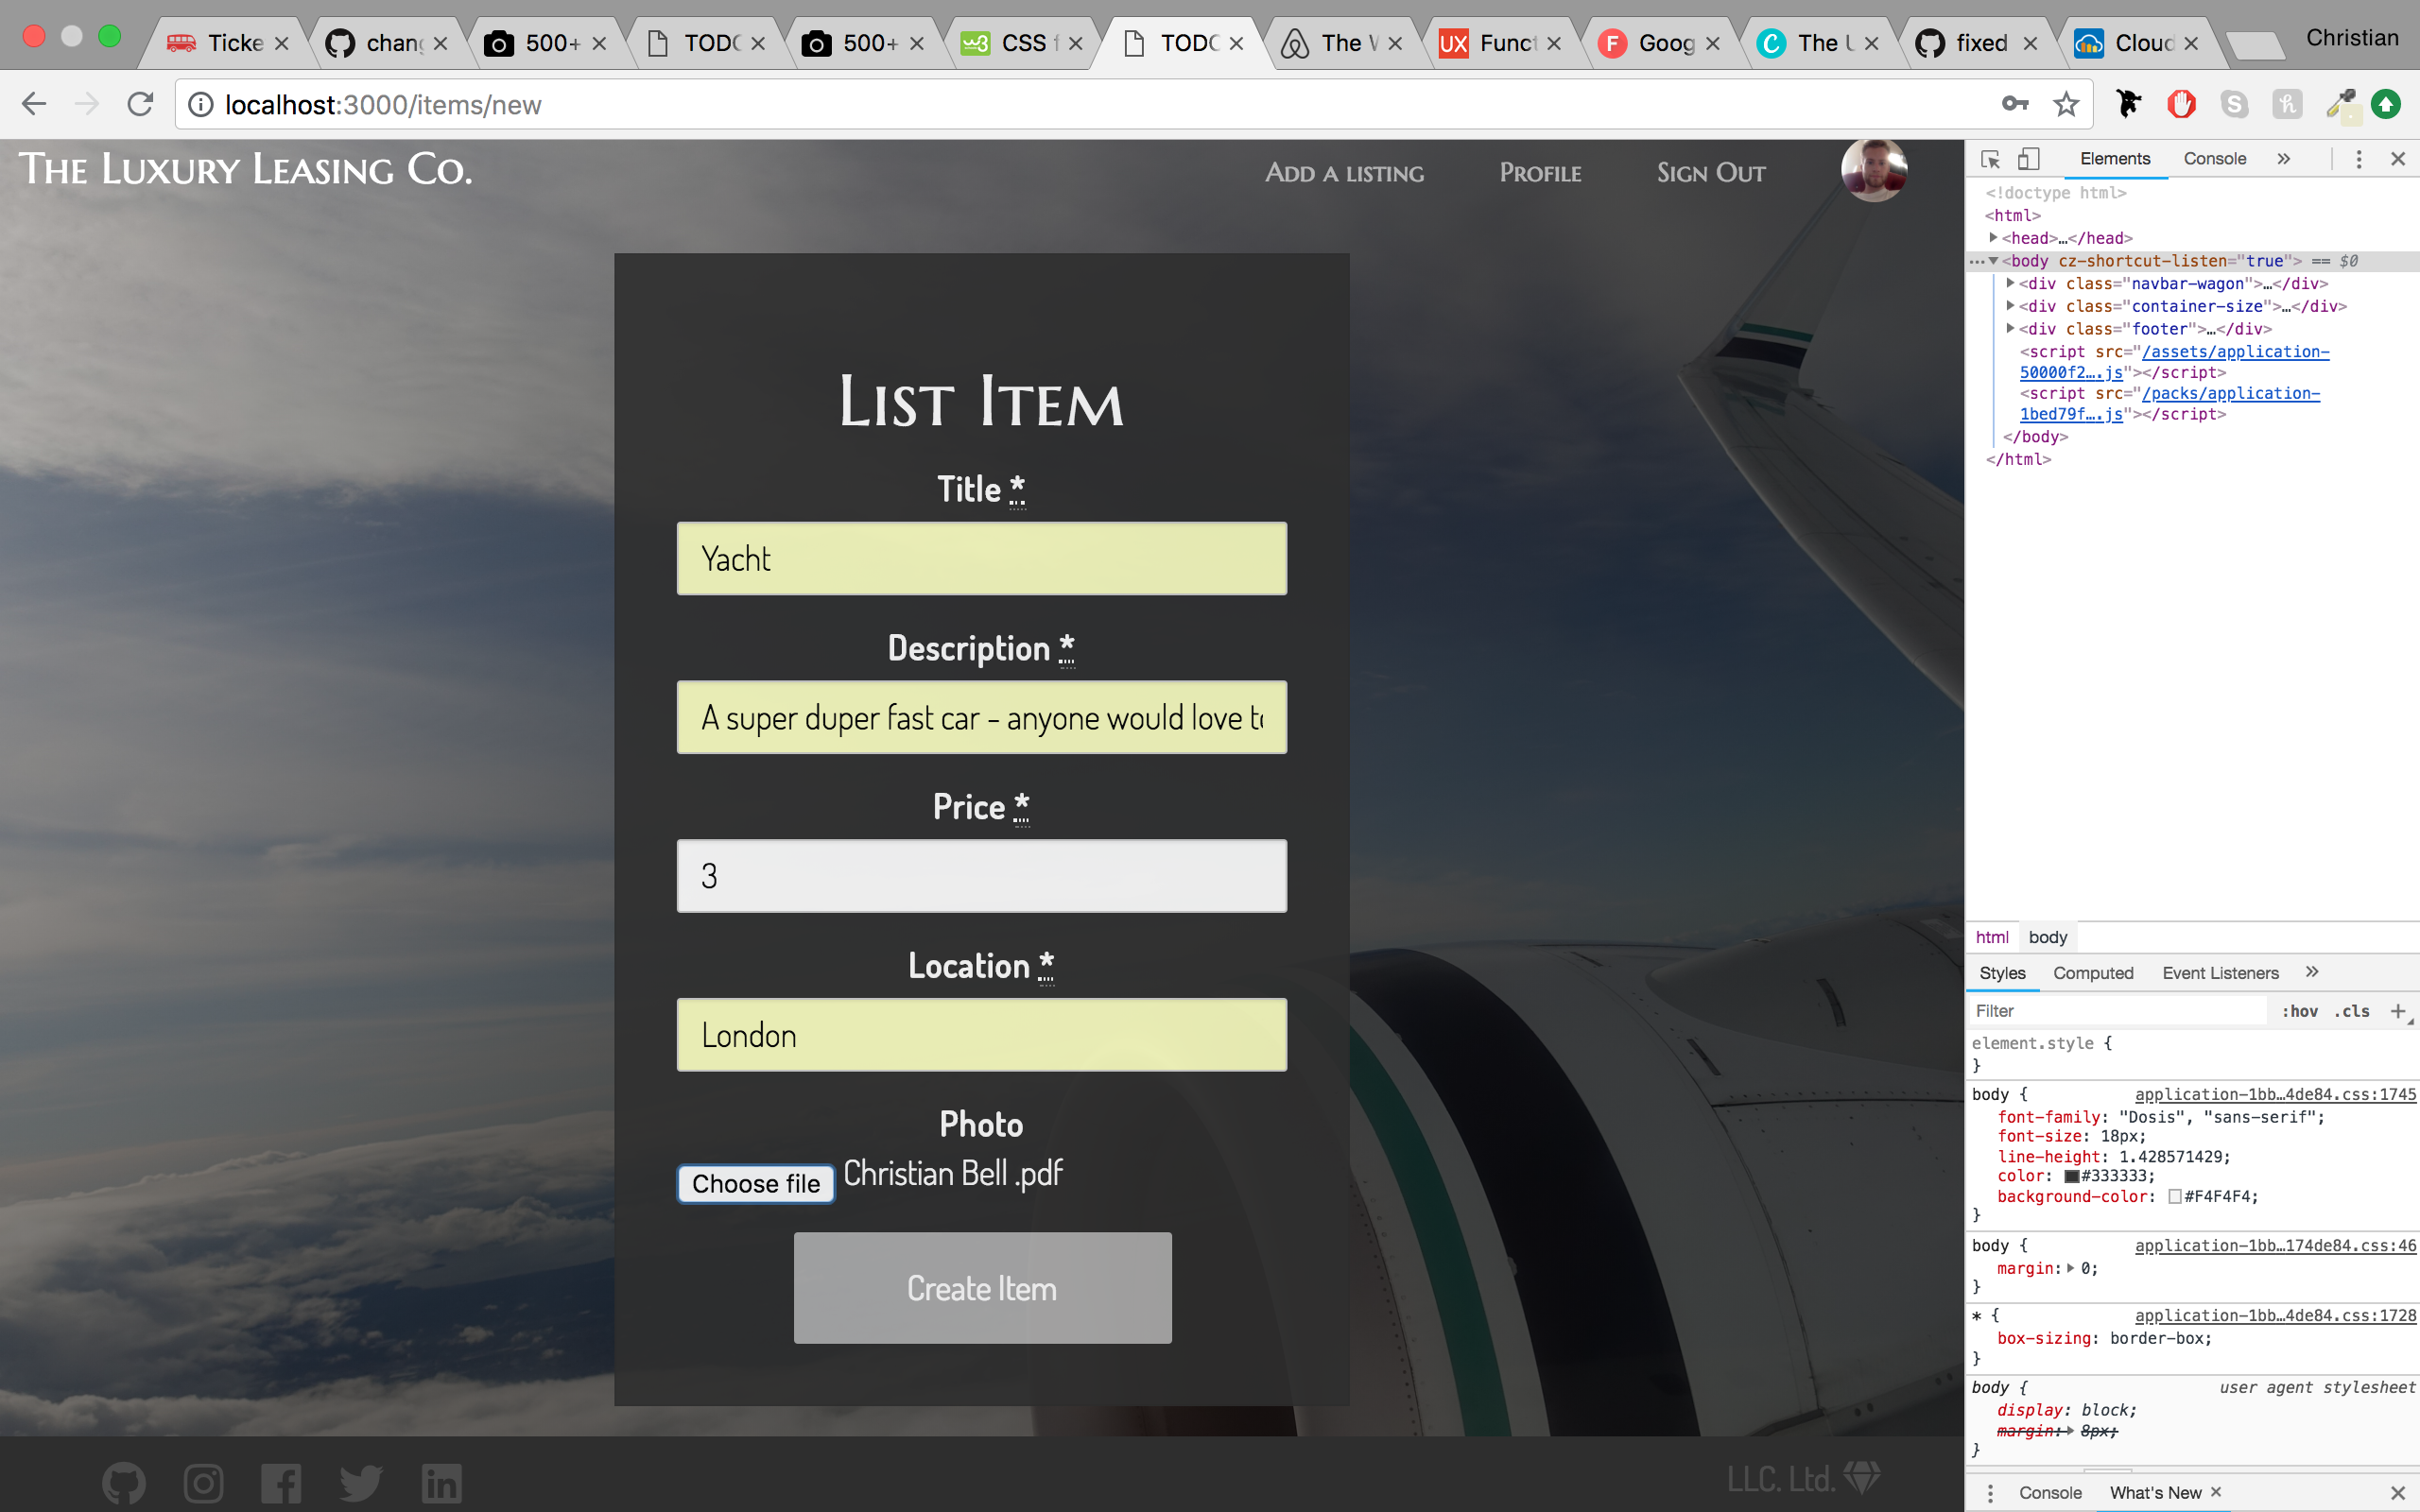 Ticke
chang
500+
TODO
500+
CSS f
TODO
The W
UX Funct
F Goog
C The U
fixed
Cloud
Christian
localhost:3000/items/new
The Luxury Leasing Co.
Add a listing
Profile
Sign Out
List Item
Title *
Yacht
Description *
A super duper fast car - anyone would love to
Price *
3
Location *
London
Photo
Choose file Christian Bell .pdf
Create Item
LLC. Ltd.
Elements Console »
<!doctype html>
<html>
<head>…</head>
<body cz-shortcut-listen="true"> == $0
<div class="navbar-wagon">…</div>
<div class="container-size">…</div>
<div class="footer">…</div>
<script src="/assets/application-
50000f2….js"></script>
<script src="/packs/application-
1bed79f….js"></script>
</body>
</html>
html body
Styles Computed Event Listeners »
Filter :hov .cls +
element.style {
}
body { application-1bb…4de84.css:1745
font-family: "Dosis", "sans-serif";
font-size: 18px;
line-height: 1.428571429;
color: #333333;
background-color: #F4F4F4;
}
body { application-1bb…174de84.css:46
margin: 0;
}
* { application-1bb…4de84.css:1728
box-sizing: border-box;
}
body { user agent stylesheet
display: block;
margin: 8px;
}
Console What's New